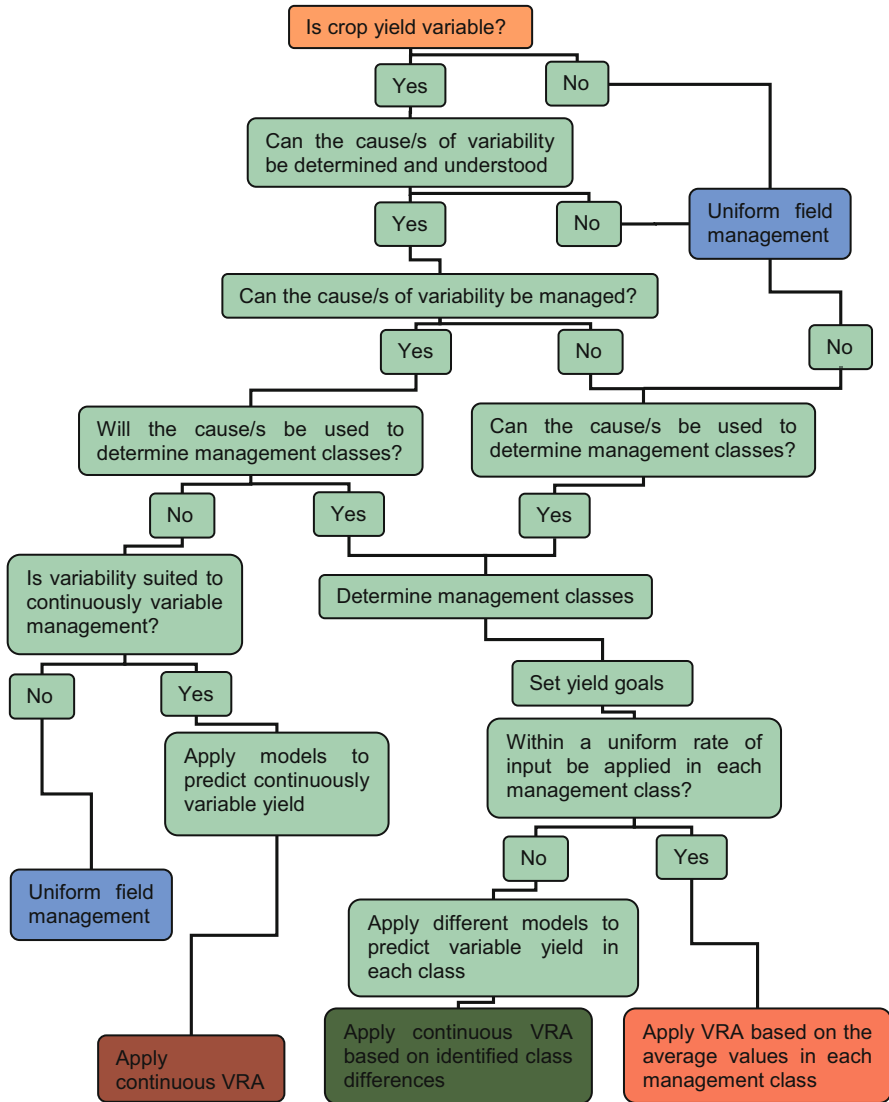 Is crop yield variable?
Yes
No
Can the cause/s of variability
be determined and understood
Yes
No
Uniform field
management
Can the cause/s of variability be managed?
Yes
No
No
Will the cause/s be used to
determine management classes?
Can the cause/s be used to
determine management classes?
No
Yes
Yes
Is variability suited to
continuously variable
management?
Determine management classes
No
Yes
Set yield goals
Apply models to
predict continuously
variable yield
Within a uniform rate of
input be applied in each
management class?
No
Yes
Uniform field
management
Apply different models to
predict variable yield in
each class
Apply
continuous VRA
Apply continuous VRA
based on identified class
differences
Apply VRA based on the
average values in each
management class